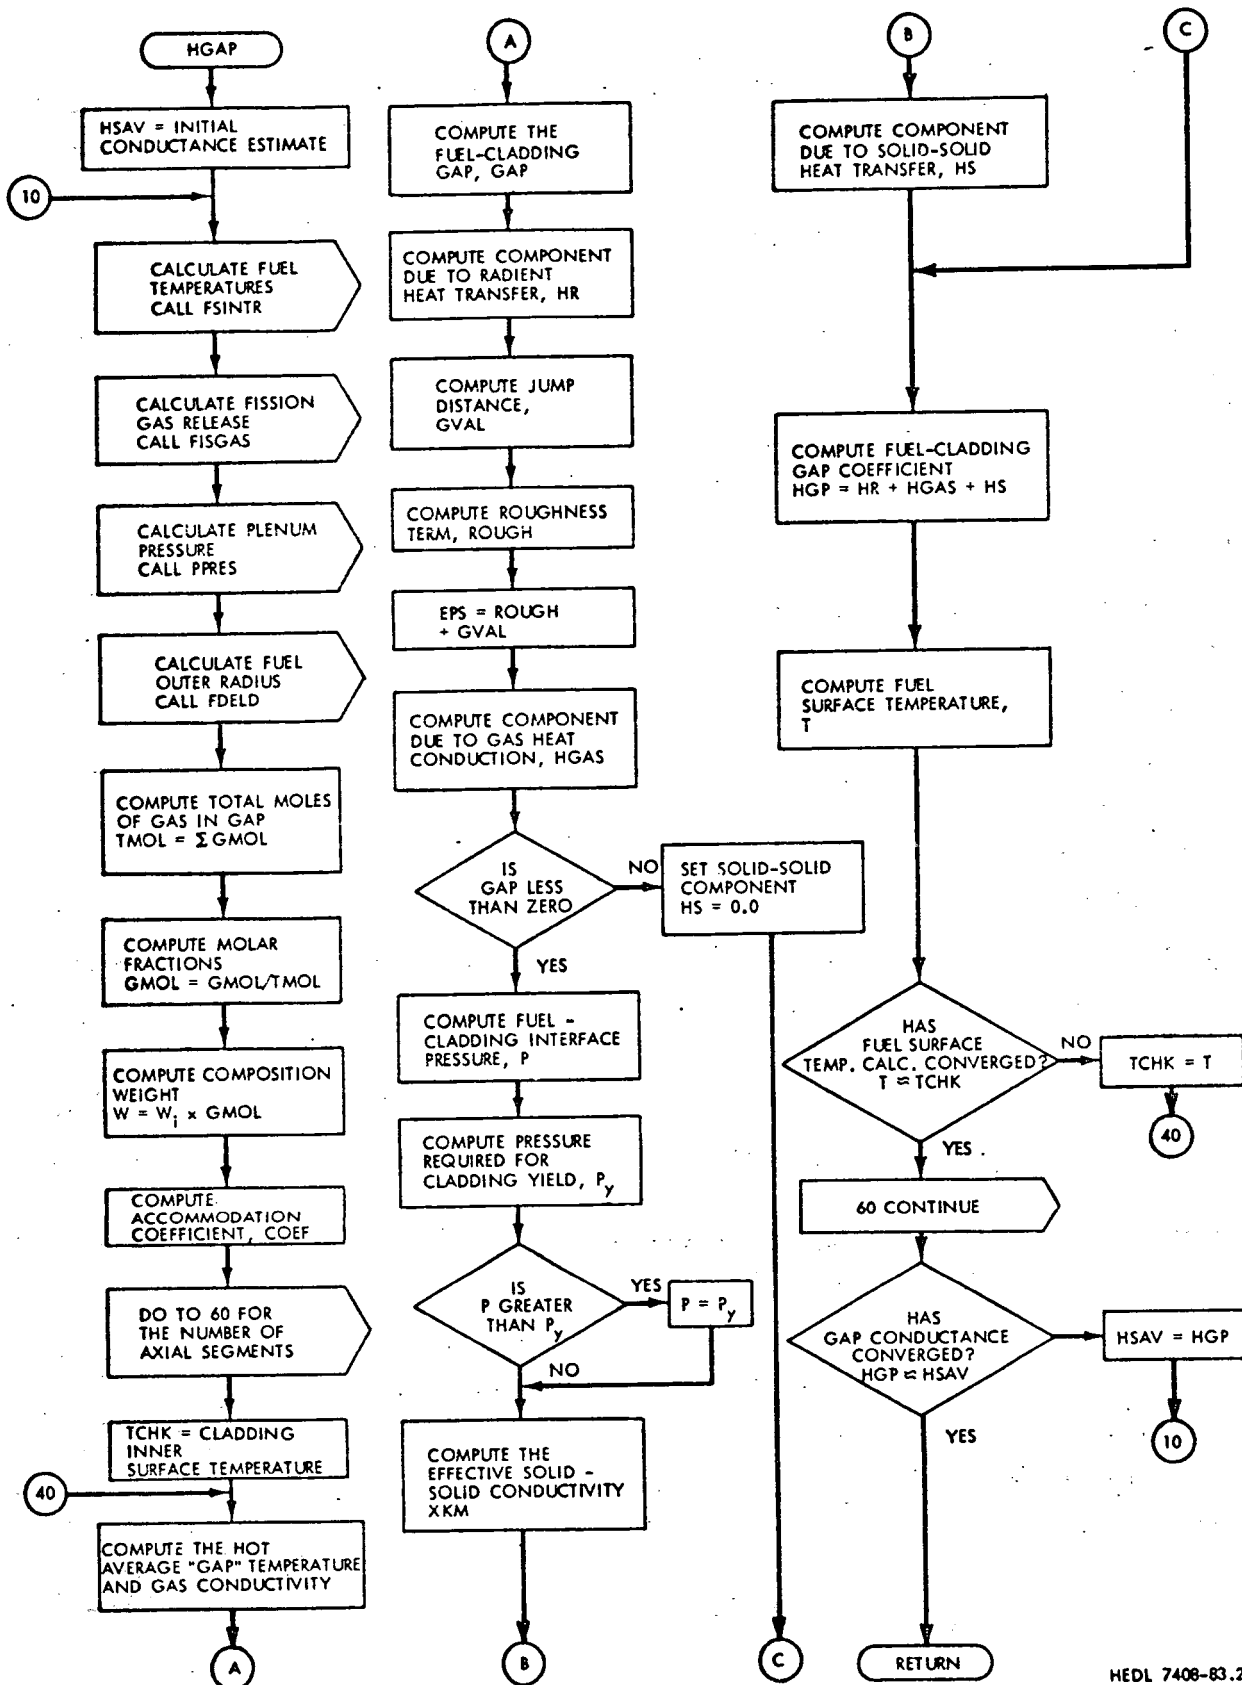 HGAP
HSAV = INITIAL
CONDUCTANCE ESTIMATE
10
CALCULATE FUEL
TEMPERATURES
CALL FSINTR
CALCULATE FISSION
GAS RELEASE
CALL FISGAS
CALCULATE PLENUM
PRESSURE
CALL PPRES
CALCULATE FUEL
OUTER RADIUS
CALL FDELD
COMPUTE TOTAL MOLES
OF GAS IN GAP
TMOL = Σ GMOL
COMPUTE MOLAR
FRACTIONS
GMOL = GMOL/TMOL
COMPUTE COMPOSITION
WEIGHT
W = W_i × GMOL
COMPUTE
ACCOMMODATION
COEFFICIENT, COEF
DO TO 60 FOR
THE NUMBER OF
AXIAL SEGMENTS
TCHK = CLADDING
INNER
SURFACE TEMPERATURE
40
COMPUTE THE HOT
AVERAGE "GAP" TEMPERATURE
AND GAS CONDUCTIVITY
A
A
COMPUTE THE
FUEL-CLADDING
GAP, GAP
COMPUTE COMPONENT
DUE TO RADIENT
HEAT TRANSFER, HR
COMPUTE JUMP
DISTANCE,
GVAL
COMPUTE ROUGHNESS
TERM, ROUGH
EPS = ROUGH
+ GVAL
COMPUTE COMPONENT
DUE TO GAS HEAT
CONDUCTION, HGAS
IS
GAP LESS
THAN ZERO
NO
SET SOLID-SOLID
COMPONENT
HS = 0.0
YES
COMPUTE FUEL -
CLADDING INTERFACE
PRESSURE, P
COMPUTE PRESSURE
REQUIRED FOR
CLADDING YIELD, P_y
IS
P GREATER
THAN P_y
YES
P = P_y
NO
COMPUTE THE
EFFECTIVE SOLID -
SOLID CONDUCTIVITY
XKM
B
C
B
C
COMPUTE COMPONENT
DUE TO SOLID-SOLID
HEAT TRANSFER, HS
COMPUTE FUEL-CLADDING
GAP COEFFICIENT
HGP = HR + HGAS + HS
COMPUTE FUEL
SURFACE TEMPERATURE,
T
HAS
FUEL SURFACE
TEMP. CALC. CONVERGED?
T ≈ TCHK
NO
TCHK = T
40
YES
60 CONTINUE
HAS
GAP CONDUCTANCE
CONVERGED?
HGP ≈ HSAV
HSAV = HGP
10
YES
RETURN
HEDL 7408-83.2